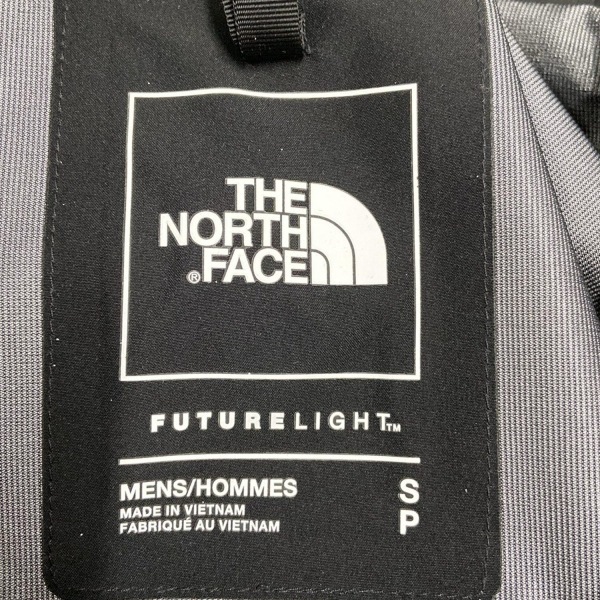 THE
NORTH
® FACE
FUTURELIGHT™
MENS/HOMMES S
MADE IN VIETNAM
FABRIQUÉ AU VIETNAM P